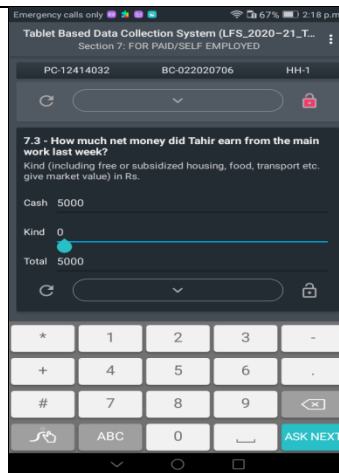 Emergency calls only 67% 2:18 p.m
Tablet Based Data Collection System (LFS_2020-21_T...
Section 7: FOR PAID/SELF EMPLOYED
PC-12414032 BC-022020706 HH-1
7.3 - How much net money did Tahir earn from the main
work last week?
Kind (including free or subsidized housing, food, transport etc.
give market value) in Rs.
Cash 5000
Kind 0
Total 5000
* 1 2 3 -
+ 4 5 6 .
# 7 8 9
ABC 0 ASK NEXT